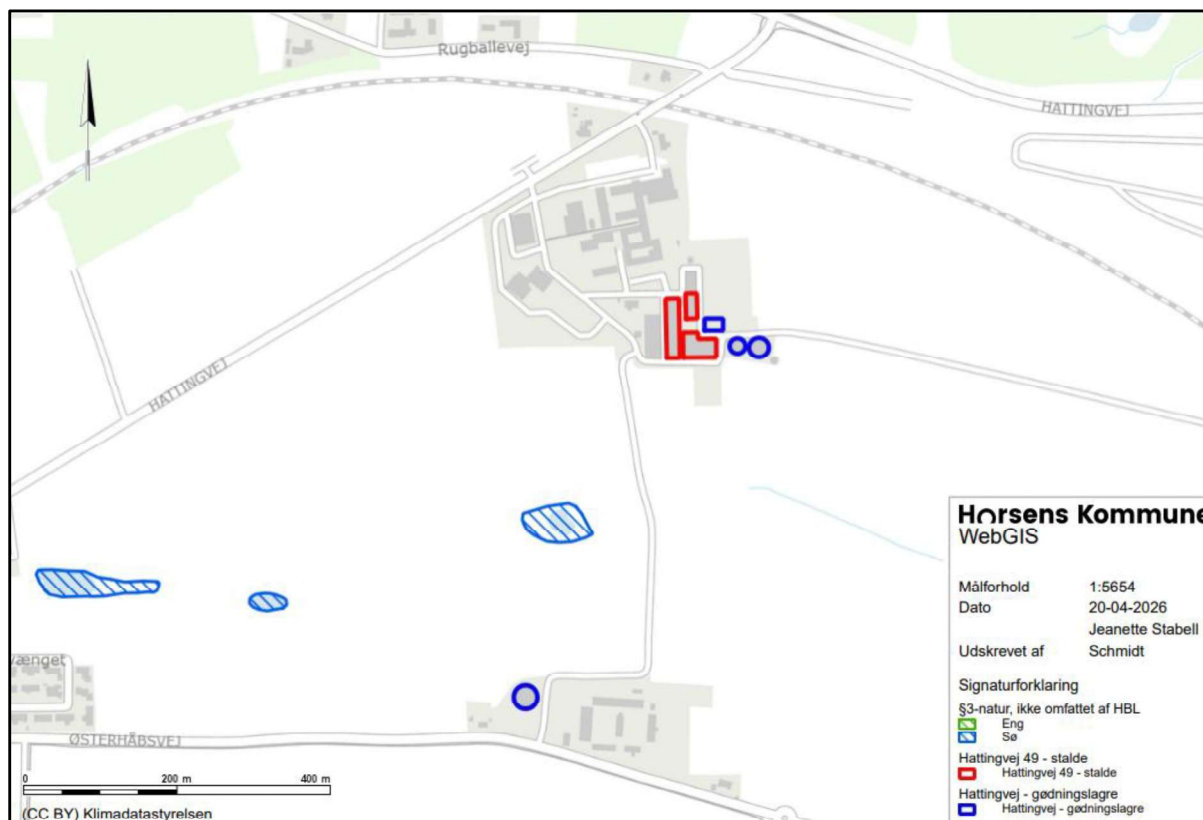 Rugballevej
HATTINGVEJ
HATTINGVEJ
vænget
ØSTERHÅBSVEJ
0 200 m 400 m
(CC BY) Klimadatastyrelsen
Horsens Kommune
WebGIS
Målforhold 1:5654
Dato 20-04-2026
Jeanette Stabell
Udskrevet af Schmidt
Signaturforklaring
§3-natur, ikke omfattet af HBL
Eng
Sø
Hattingvej 49 - stalde
Hattingvej 49 - stalde
Hattingvej - gødningslagre
Hattingvej - gødningslagre